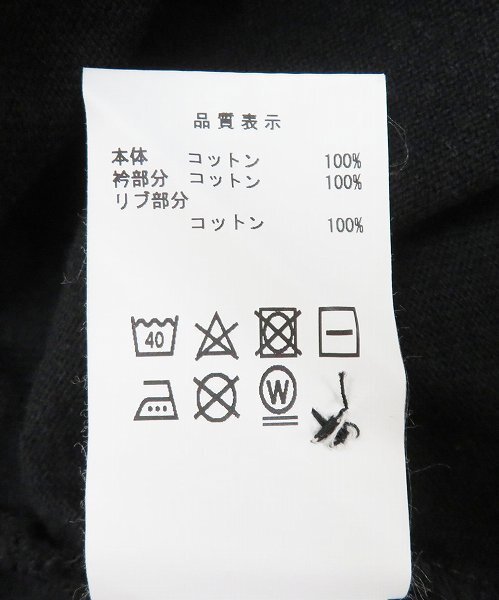 品質表示
本体 コットン 100%
衿部分 コットン 100%
リブ部分
コットン 100%
40
W